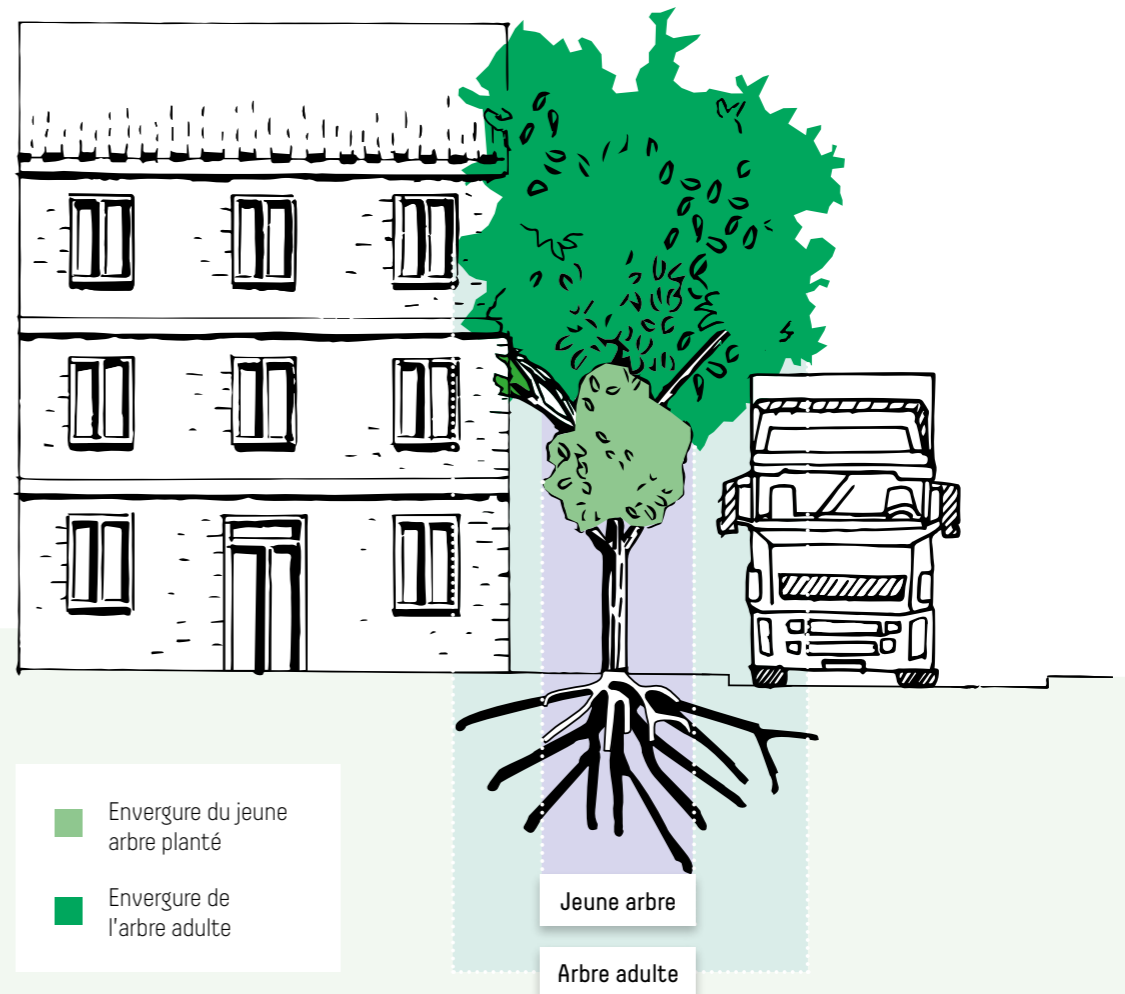 Envergure du jeune
arbre planté
Envergure de
l'arbre adulte
Jeune arbre
Arbre adulte